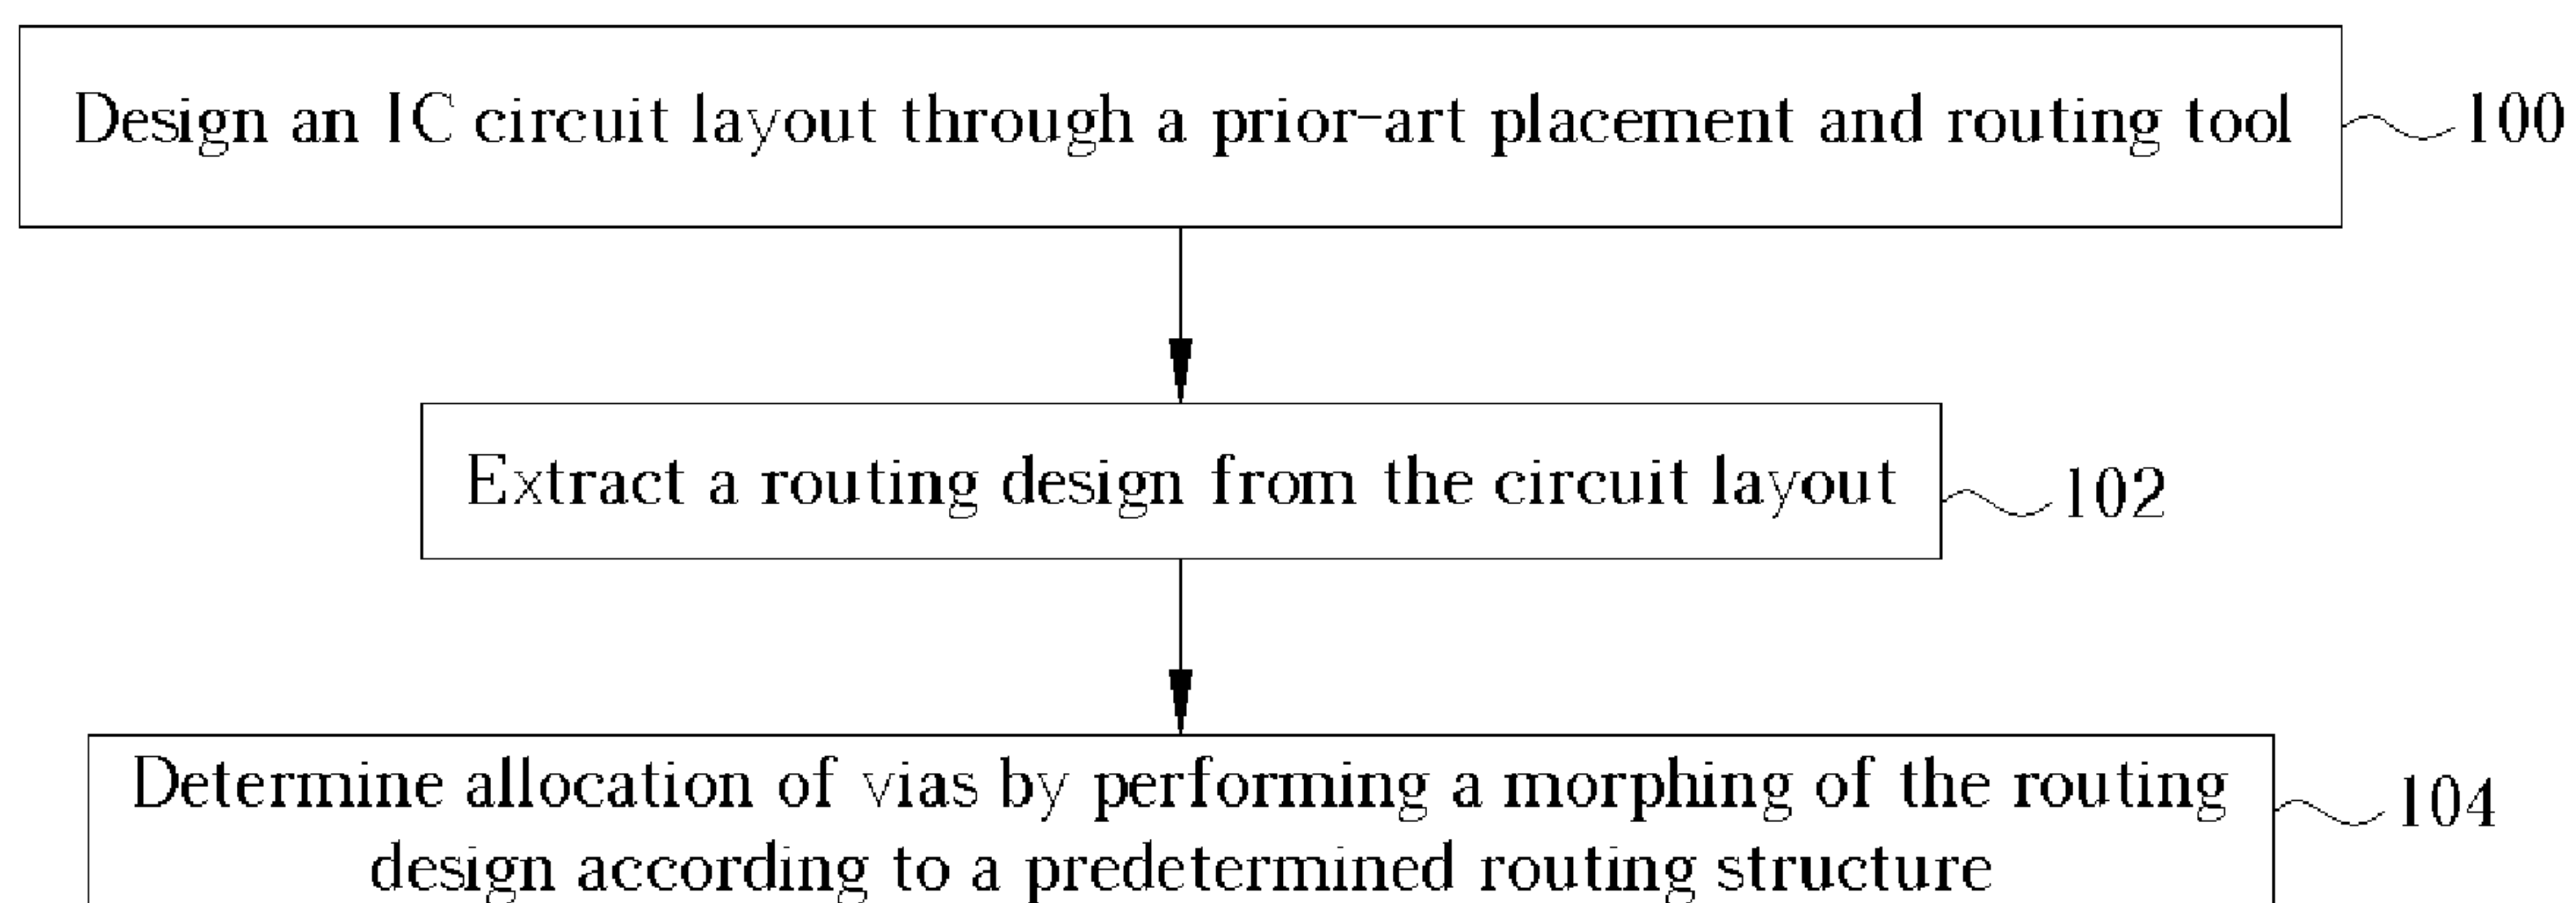 Design an IC circuit layout through a prior-art placement and routing tool
100
Extract a routing design from the circuit layout
102
Determine allocation of vias by performing a morphing of the routing
design according to a predetermined routing structure
104